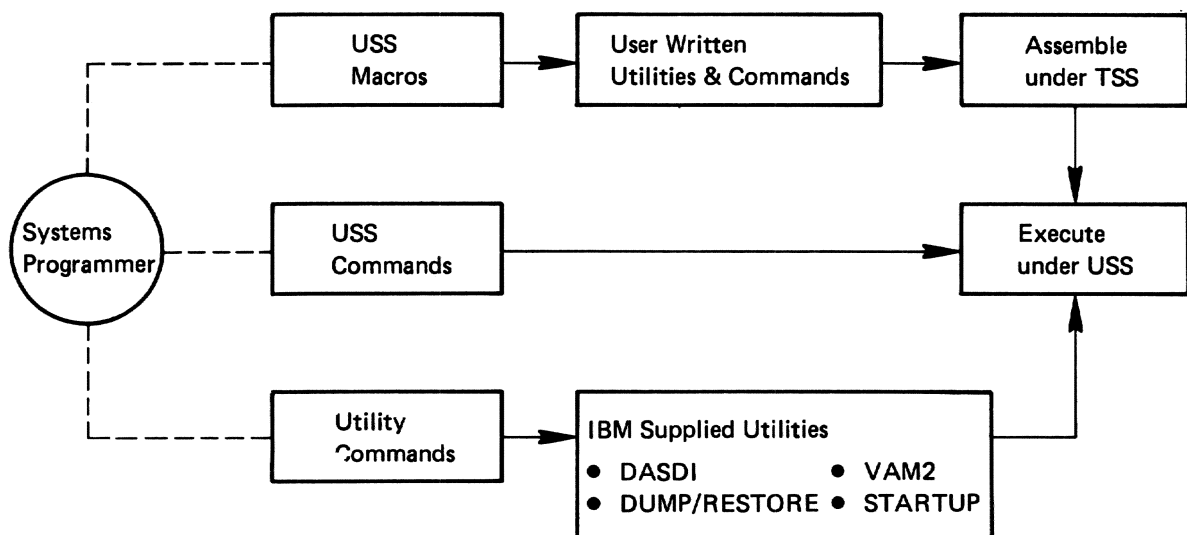 USS
Macros
User Written
Utilities & Commands
Assemble
under TSS
Systems
Programmer
USS
Commands
Execute
under USS
Utility
Commands
IBM Supplied Utilities
● DASDI
● VAM2
● DUMP/RESTORE
● STARTUP